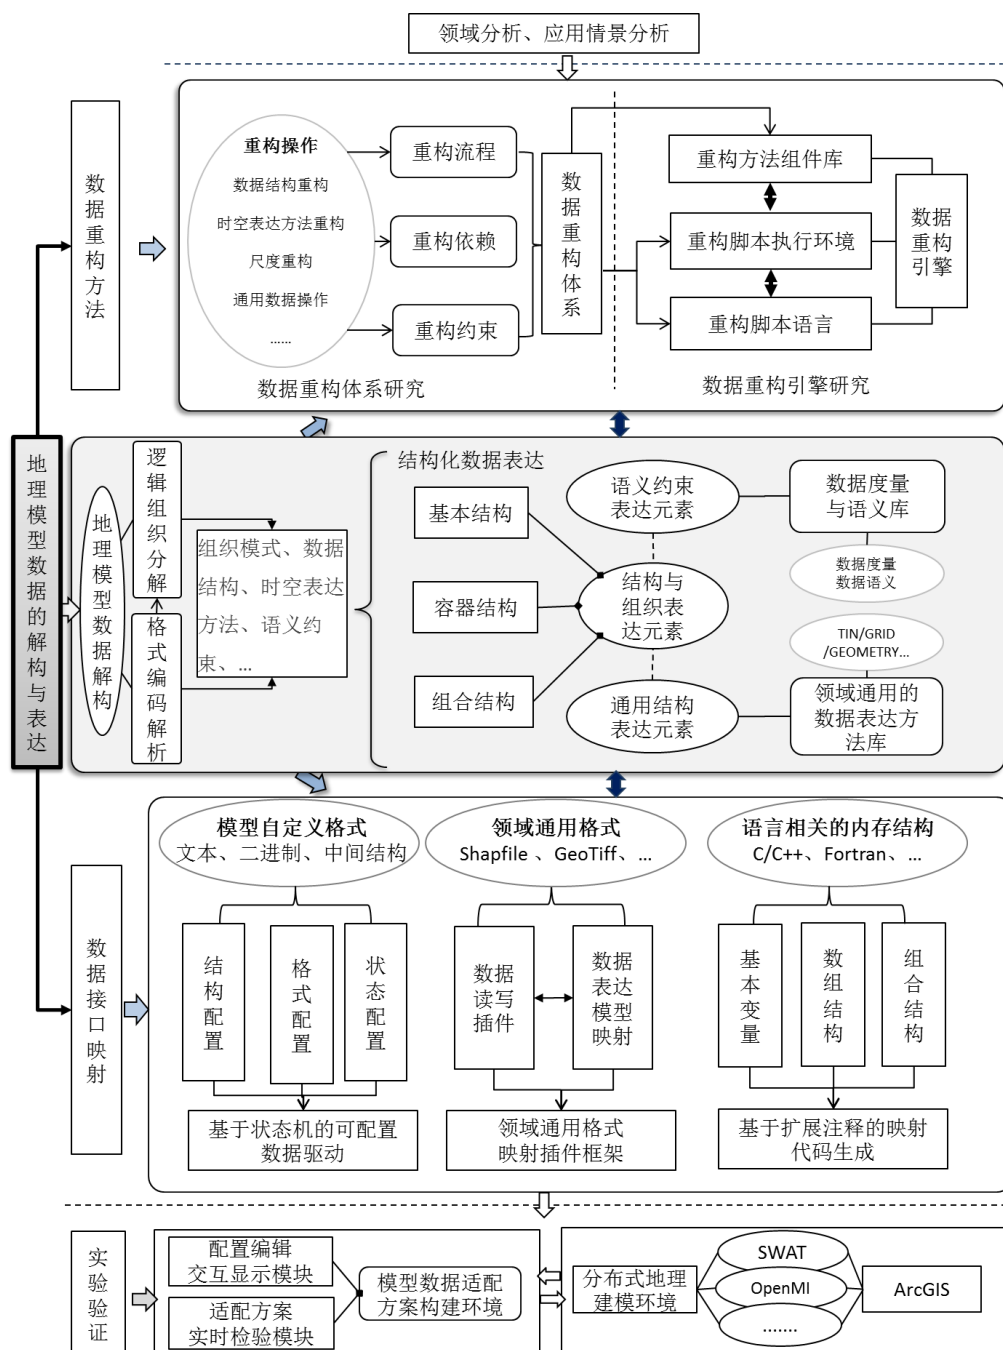 领域分析、应用情景分析
数据重构方法
重构操作
数据结构重构
时空表达方法重构
尺度重构
通用数据操作
......
重构流程
重构依赖
重构约束
数据重构体系
重构方法组件库
重构脚本执行环境
重构脚本语言
数据
重构
引擎
数据重构体系研究
数据重构引擎研究
地理模型数据的解构与表达
地理模型数据解构
逻辑组织分解
格式编码解析
组织模式、数据
结构、时空表达
方法、语义约
束、...
结构化数据表达
基本结构
容器结构
组合结构
语义约束
表达元素
结构与
组织表
达元素
通用结构
表达元素
数据度量
与语义库
数据度量
数据语义
TIN/GRID
/GEOMETRY...
领域通用的
数据表达方
法库
数据接口映射
模型自定义格式
文本、二进制、中间结构
结构配置
格式配置
状态配置
基于状态机的可配置
数据驱动
领域通用格式
Shapfile 、GeoTiff、...
数据
读写
插件
数据
表达
模型
映射
领域通用格式
映射插件框架
语言相关的内存结构
C/C++、Fortran、...
基本变量
数组结构
组合结构
基于扩展注释的映射
代码生成
实验验证
配置编辑
交互显示模块
适配方案
实时检验模块
模型数据适配
方案构建环境
分布式地理
建模环境
SWAT
OpenMI
.......
ArcGIS